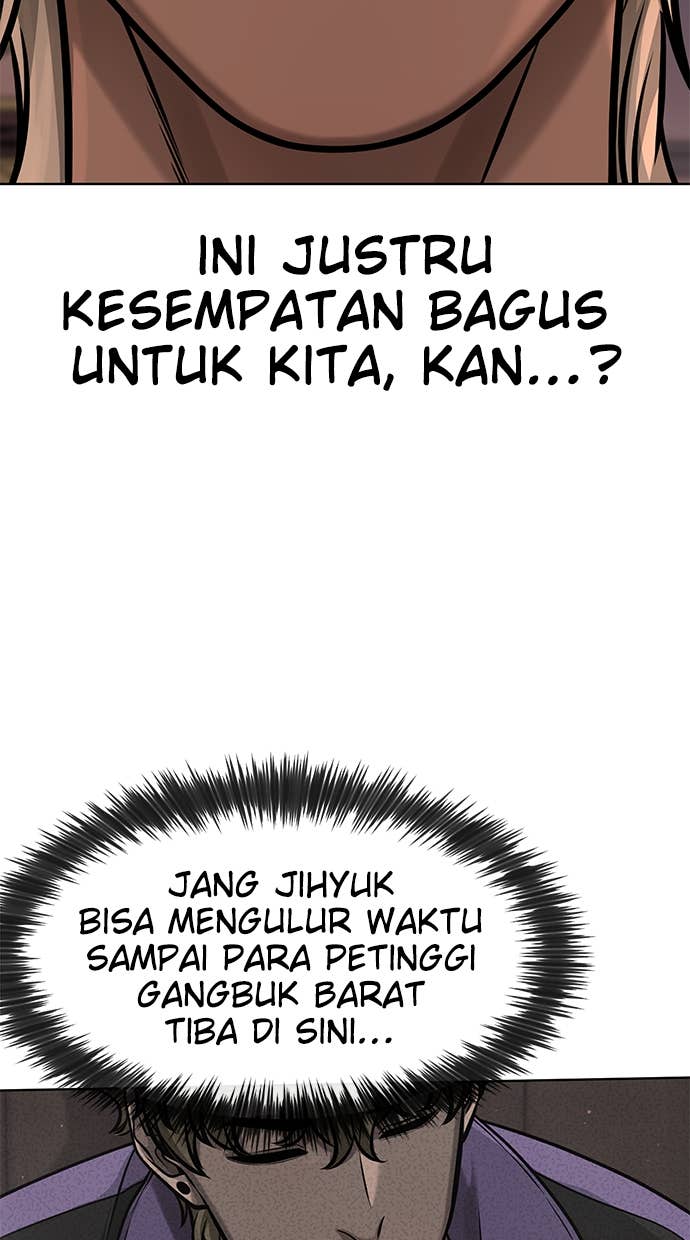 INI JUSTRU
KESEMPATAN BAGUS
UNTUK KITA, KAN...?
JANG JIHYUK
BISA MENGULUR WAKTU
SAMPAI PARA PETINGGI
GANGBUK BARAT
TIBA DI SINI...